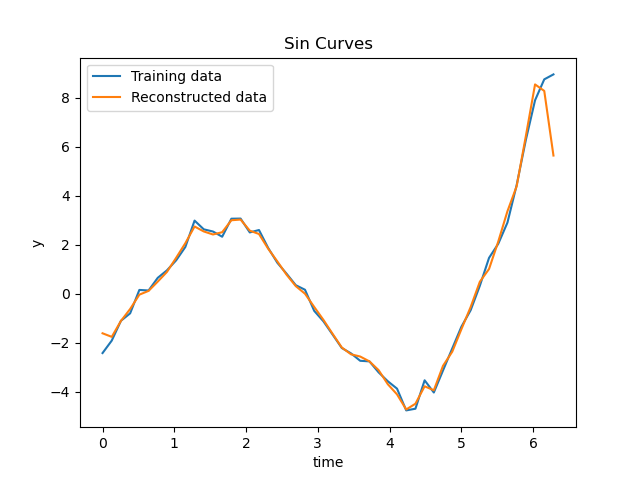 Sin Curves
Training data
Reconstructed data
8
6
4
2
0
−2
−4
y
0 1 2 3 4 5 6
time